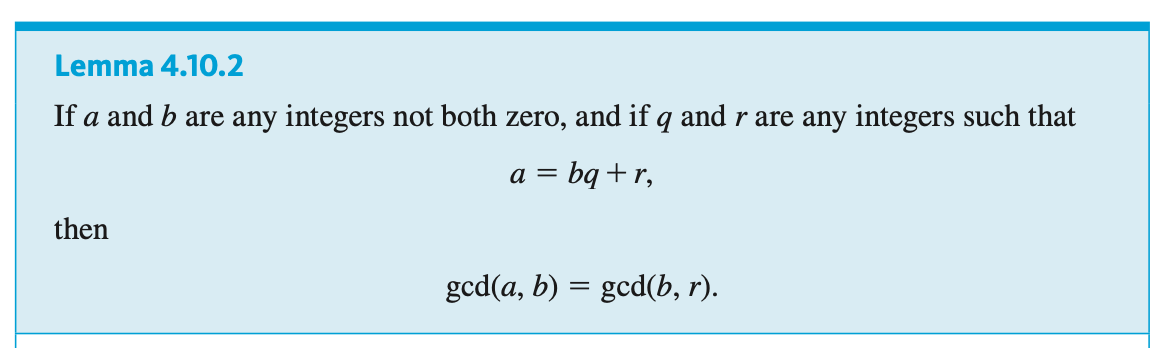 Lemma 4.10.2
If a and b are any integers not both zero, and if q and r are any integers such that
a = bq + r,
then
gcd(a, b) = gcd(b, r).